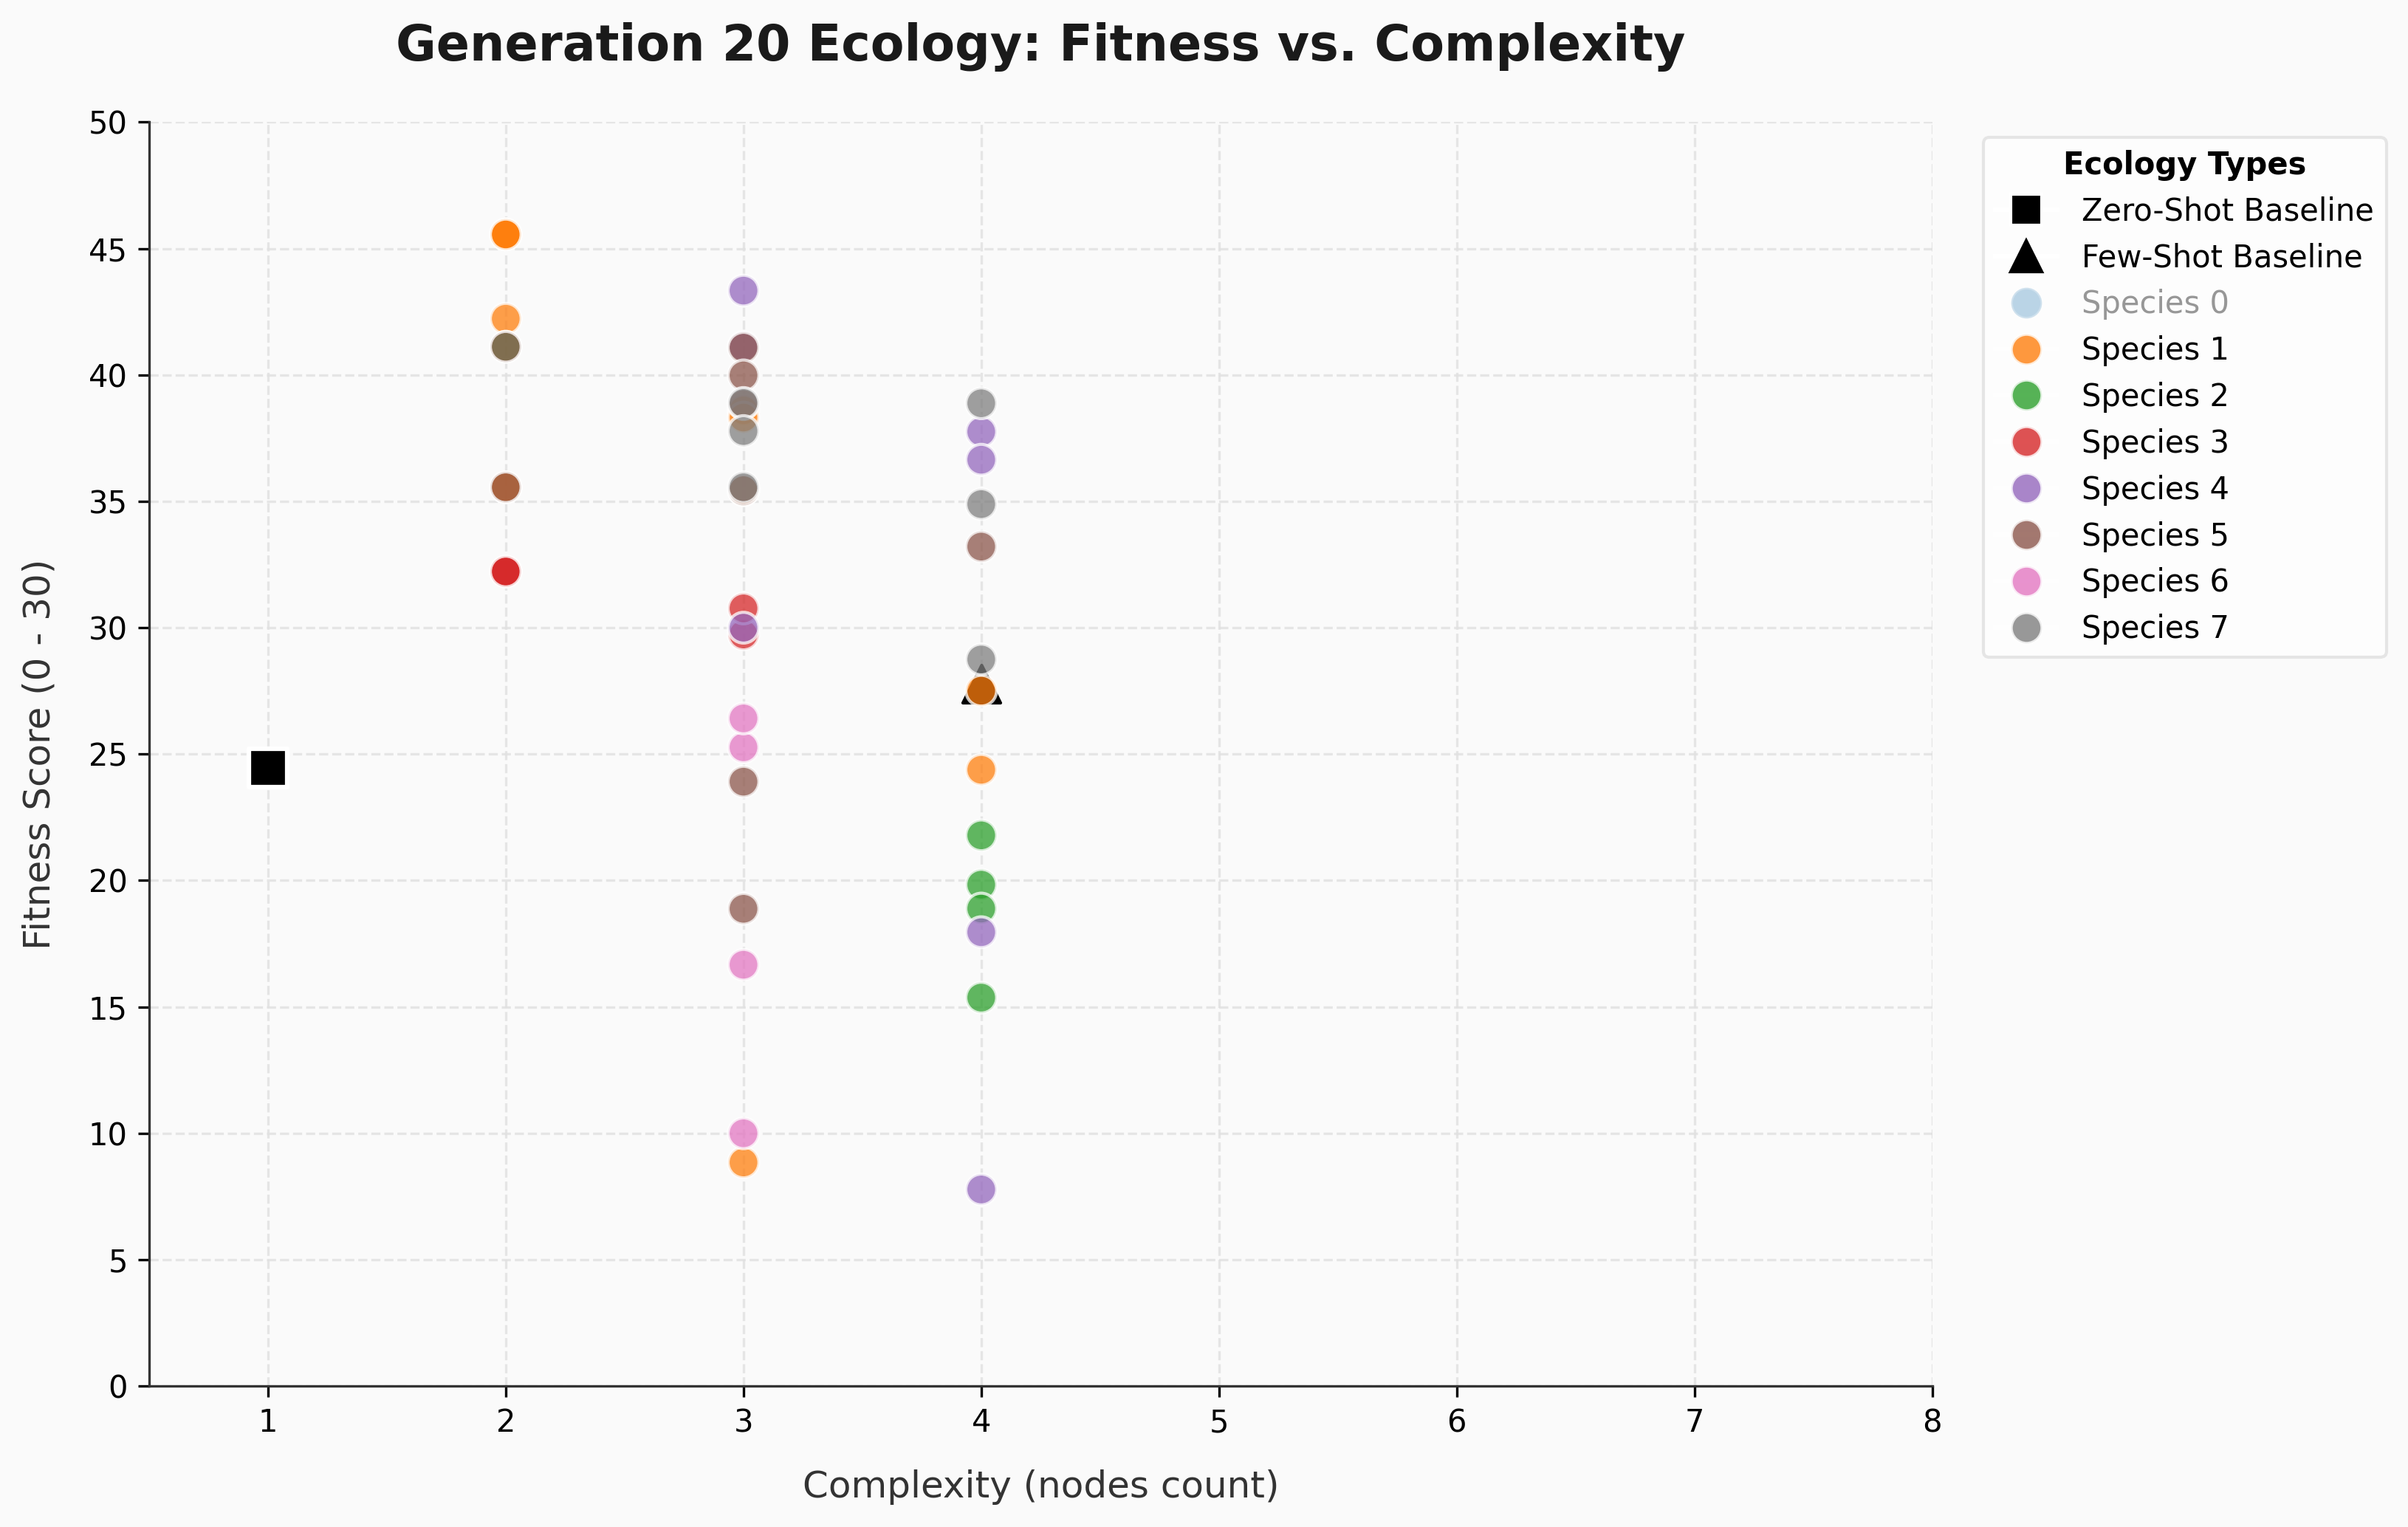 Generation 20 Ecology: Fitness vs. Complexity
50
45
40
35
30
25
20
15
10
5
0
Fitness Score (0 - 30)
1 2 3 4 5 6 7 8
Complexity (nodes count)
Ecology Types
Zero-Shot Baseline
Few-Shot Baseline
Species 0
Species 1
Species 2
Species 3
Species 4
Species 5
Species 6
Species 7